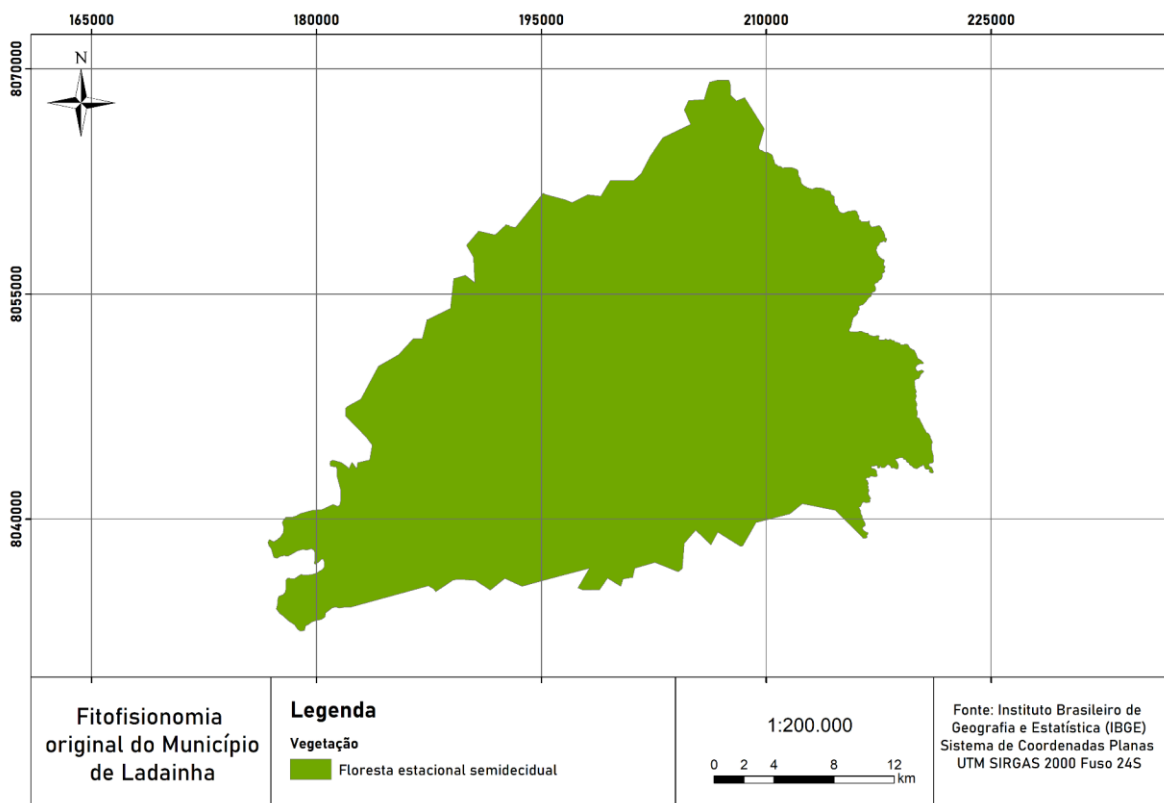 165000 180000 195000 210000 225000
N
8070000
8055000
8040000
Fitofisionomia
original do Município
de Ladainha
Legenda
Vegetação
Floresta estacional semidecidual
1:200.000
0 2 4 8 12
km
Fonte: Instituto Brasileiro de
Geografia e Estatística (IBGE)
Sistema de Coordenadas Planas
UTM SIRGAS 2000 Fuso 24S